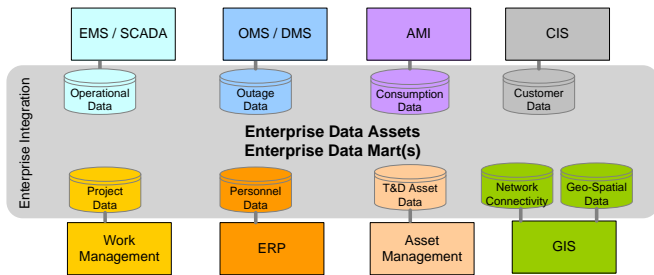 EMS / SCADA
OMS / DMS
AMI
CIS
Enterprise Integration
Operational
Data
Outage
Data
Consumption
Data
Customer
Data
Enterprise Data Assets
Enterprise Data Mart(s)
Project
Data
Personnel
Data
T&D Asset
Data
Network
Connectivity
Geo-Spatial
Data
Work
Management
ERP
Asset
Management
GIS